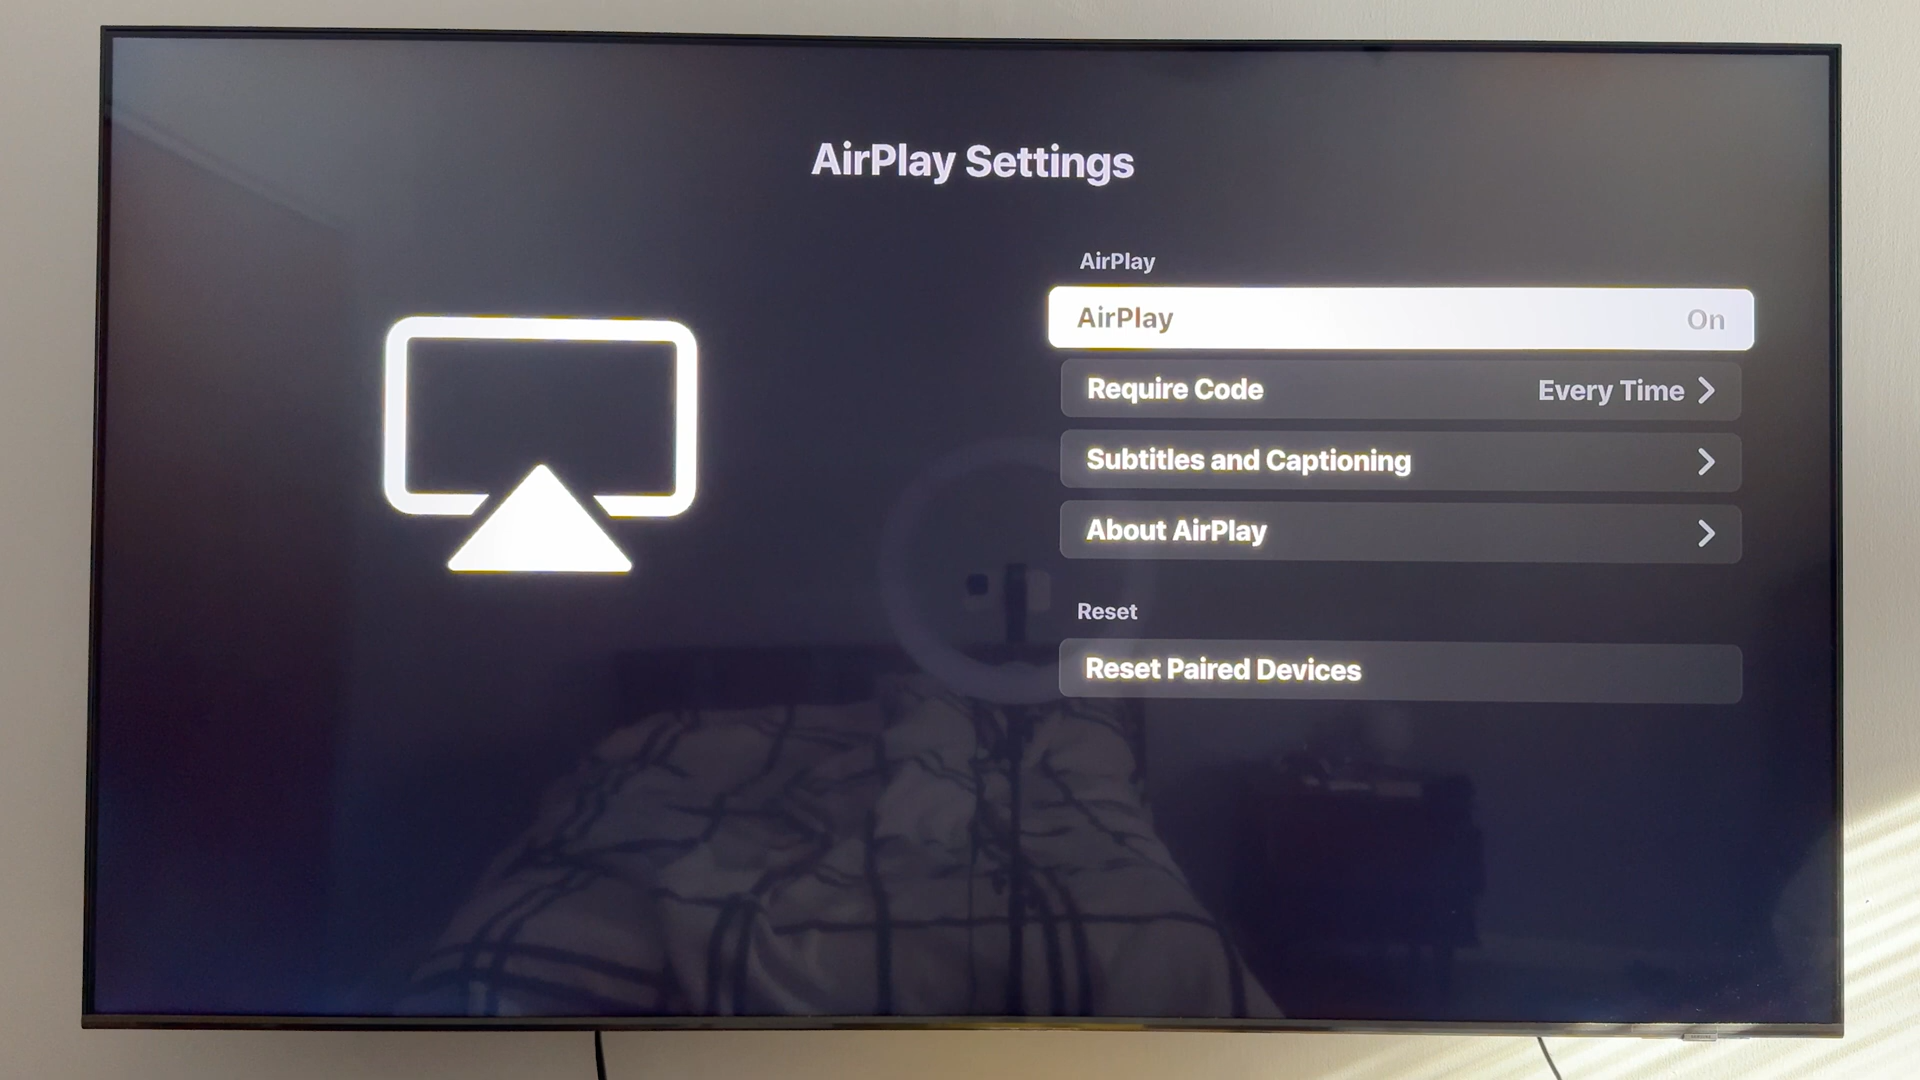 AirPlay Settings
AirPlay
AirPlay On
Require Code Every Time
Subtitles and Captioning
About AirPlay
Reset
Reset Paired Devices